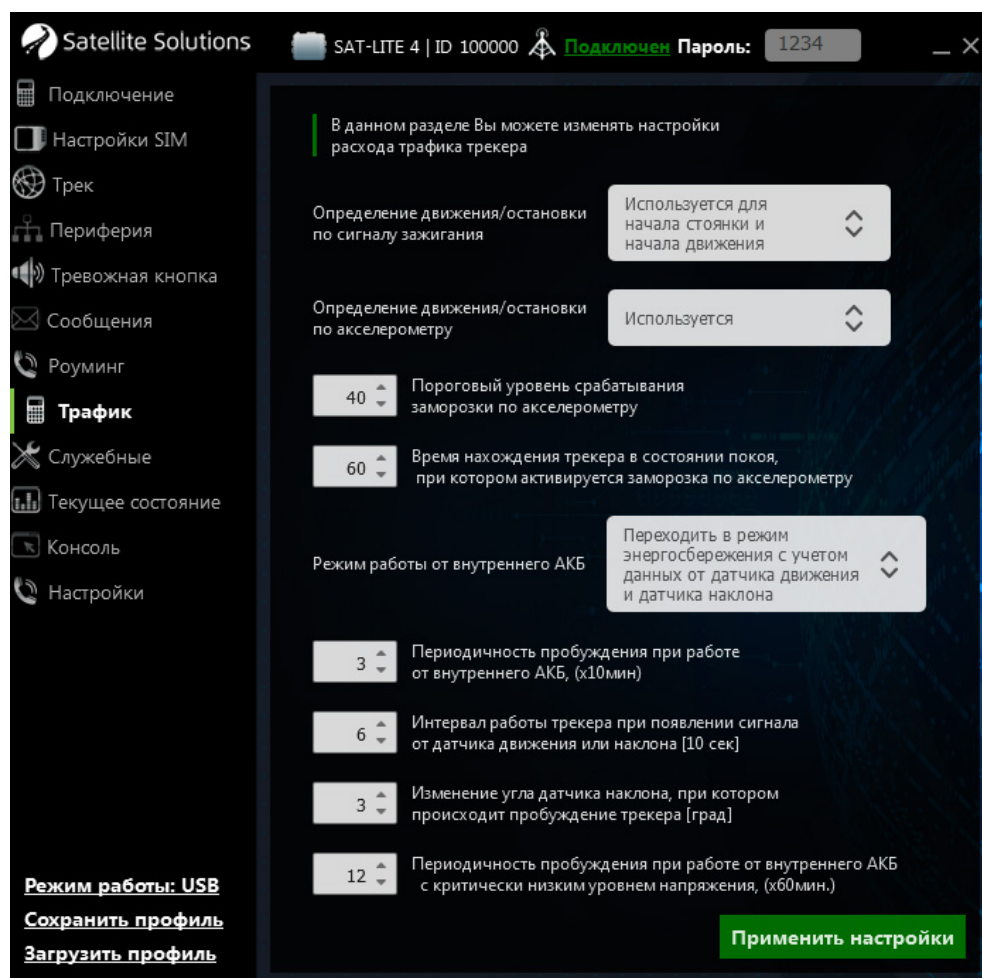 Satellite Solutions
SAT-LITE 4 | ID 100000 Подключен Пароль: 1234
Подключение
Настройки SIM
Трек
Периферия
Тревожная кнопка
Сообщения
Роуминг
Трафик
Служебные
Текущее состояние
Консоль
Настройки
Режим работы: USB
Сохранить профиль
Загрузить профиль
В данном разделе Вы можете изменять настройки
расхода трафика трекера
Определение движения/остановки
по сигналу зажигания
Используется для
начала стоянки и
начала движения
Определение движения/остановки
по акселерометру
Используется
40
Пороговый уровень срабатывания
заморозки по акселерометру
60
Время нахождения трекера в состоянии покоя,
при котором активируется заморозка по акселерометру
Режим работы от внутреннего АКБ
Переходить в режим
энергосбережения с учетом
данных от датчика движения
и датчика наклона
3
Периодичность пробуждения при работе
от внутреннего АКБ, (х10мин)
6
Интервал работы трекера при появлении сигнала
от датчика движения или наклона [10 сек]
3
Изменение угла датчика наклона, при котором
происходит пробуждение трекера [град]
12
Периодичность пробуждения при работе от внутреннего АКБ
с критически низким уровнем напряжения, (х60мин.)
Применить настройки